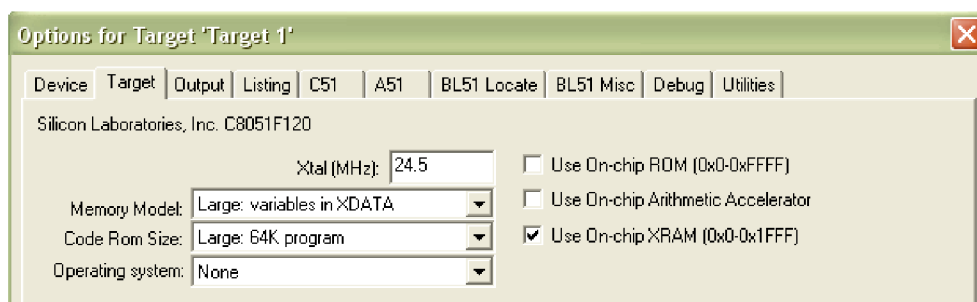 Options for Target 'Target 1'
Device Target Output Listing C51 A51 BL51 Locate BL51 Misc Debug Utilities
Silicon Laboratories, Inc. C8051F120
Xtal (MHz): 24.5
Use On-chip ROM (0x0-0xFFFF)
Memory Model: Large: variables in XDATA
Use On-chip Arithmetic Accelerator
Code Rom Size: Large: 64K program
Use On-chip XRAM (0x0-0x1FFF)
Operating system: None